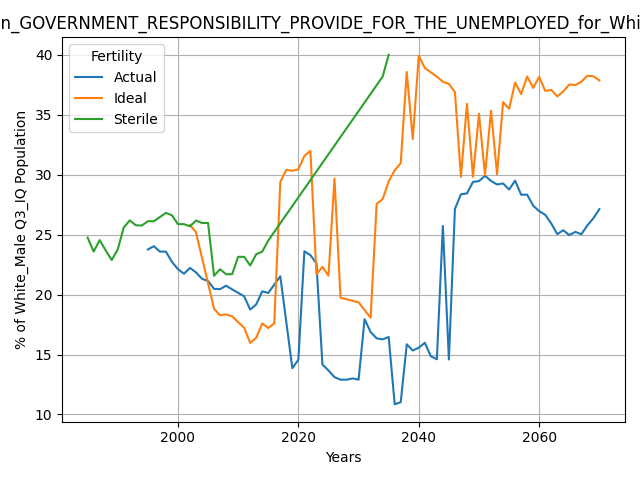 n_GOVERNMENT_RESPONSIBILITY_PROVIDE_FOR_THE_UNEMPLOYED_for_Whi
Fertility
Actual
Ideal
Sterile
% of White_Male Q3_IQ Population
40
35
30
25
20
15
10
2000 2020 2040 2060
Years